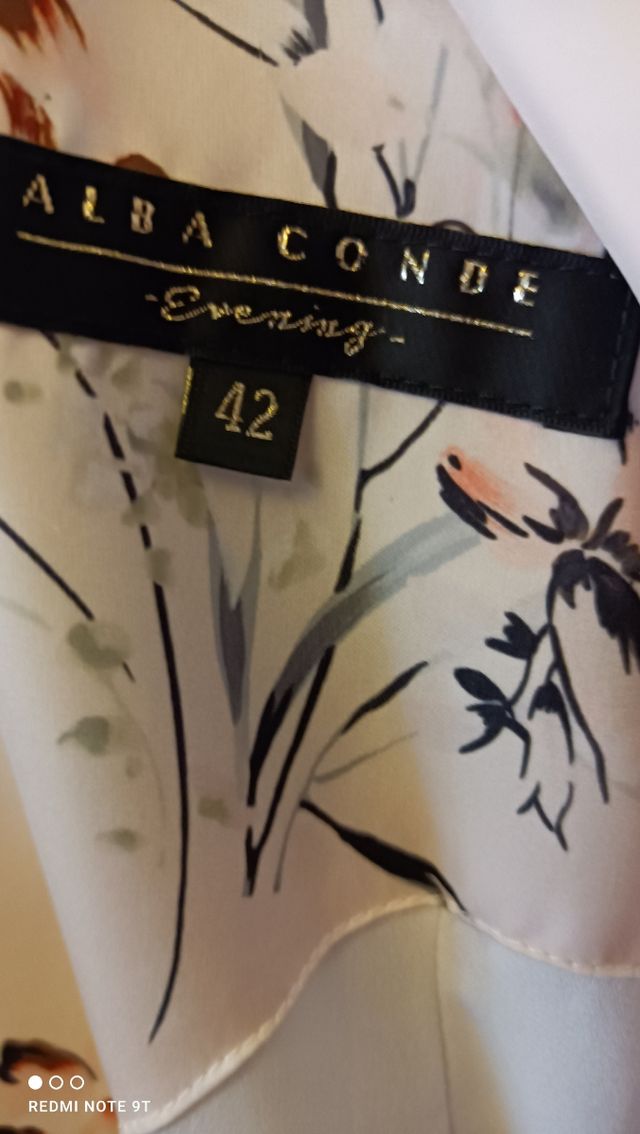 ALBA CONDE
-Evening-
42
REDMI NOTE 9T